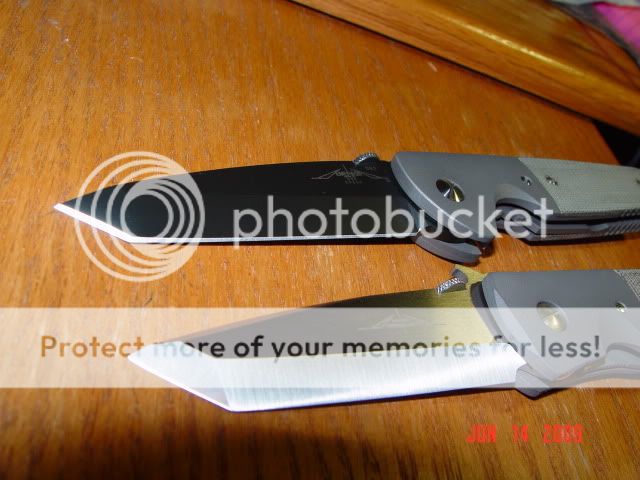 photobucket
Protect more of your memories for less!
JUN 14 2009